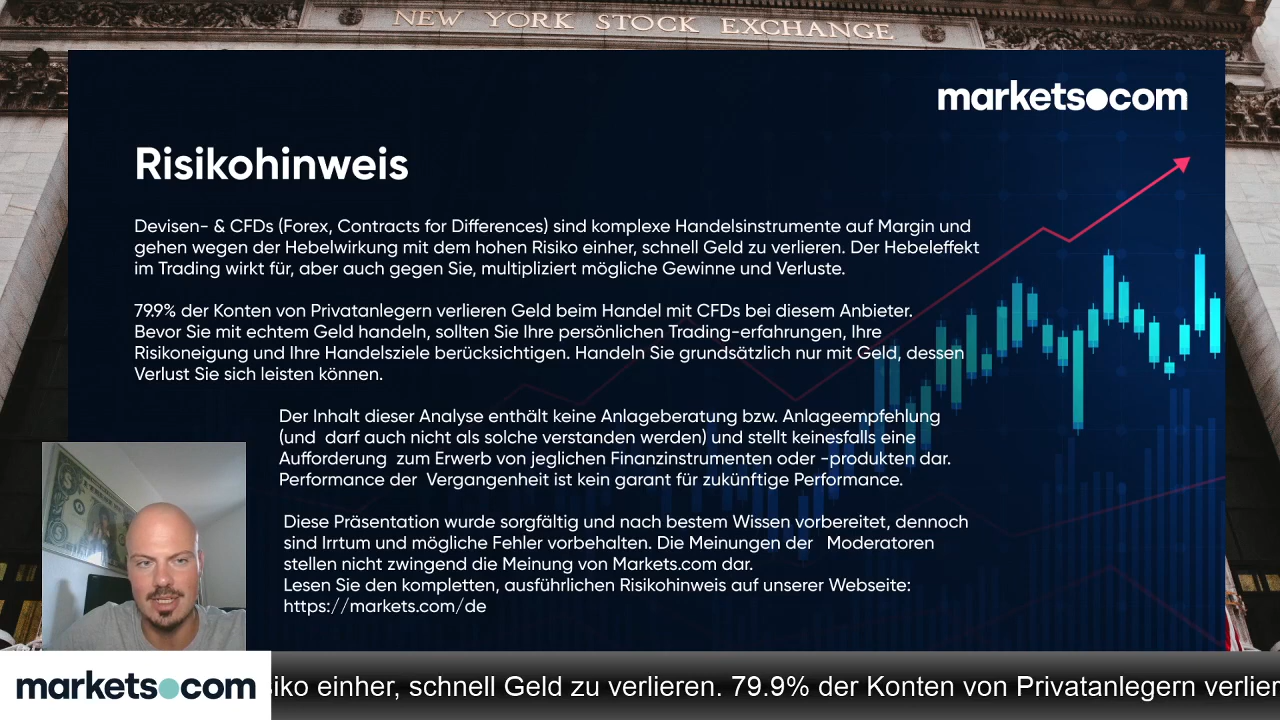 NEW YORK STOCK EXCHANGE
markets.com
Risikohinweis
Devisen- & CFDs (Forex, Contracts for Differences) sind komplexe Handelsinstrumente auf Margin und
gehen wegen der Hebelwirkung mit dem hohen Risiko einher, schnell Geld zu verlieren. Der Hebeleffekt
im Trading wirkt für, aber auch gegen Sie, multipliziert mögliche Gewinne und Verluste.
79.9% der Konten von Privatanlegern verlieren Geld beim Handel mit CFDs bei diesem Anbieter.
Bevor Sie mit echtem Geld handeln, sollten Sie Ihre persönlichen Trading-erfahrungen, Ihre
Risikoneigung und Ihre Handelsziele berücksichtigen. Handeln Sie grundsätzlich nur mit Geld, dessen
Verlust Sie sich leisten können.
Der Inhalt dieser Analyse enthält keine Anlageberatung bzw. Anlageempfehlung
(und darf auch nicht als solche verstanden werden) und stellt keinesfalls eine
Aufforderung zum Erwerb von jeglichen Finanzinstrumenten oder -produkten dar.
Performance der Vergangenheit ist kein garant für zukünftige Performance.
Diese Präsentation wurde sorgfältig und nach bestem Wissen vorbereitet, dennoch
sind Irrtum und mögliche Fehler vorbehalten. Die Meinungen der Moderatoren
stellen nicht zwingend die Meinung von Markets.com dar.
Lesen Sie den kompletten, ausführlichen Risikohinweis auf unserer Webseite:
https://markets.com/de
markets.com
siko einher, schnell Geld zu verlieren. 79.9% der Konten von Privatanlegern verlier